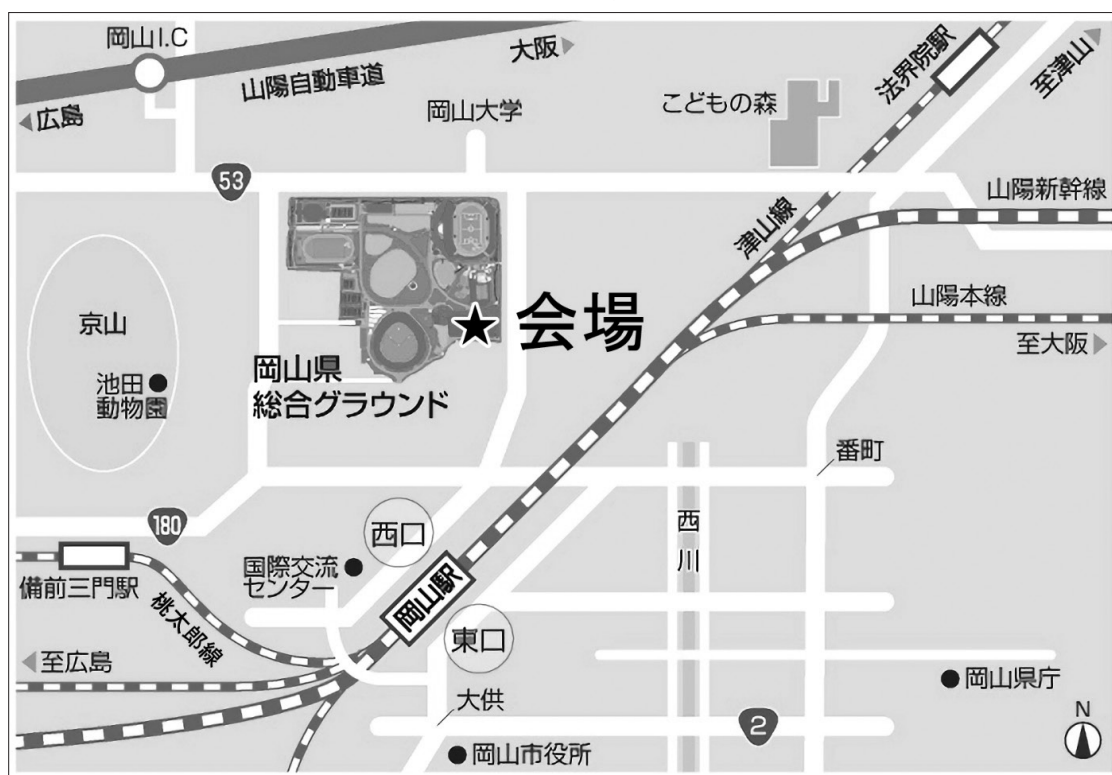 岡山I.C
大阪
山陽自動車道
広島
岡山大学
こどもの森
法界院駅
至津山
53
山陽新幹線
津山線
山陽本線
至大阪
京山
会場
岡山県
総合グラウンド
池田
動物園
番町
180
西口
西川
国際交流
センター
備前三門駅
岡山駅
桃太郎線
東口
至広島
岡山県庁
大供
2
N
岡山市役所